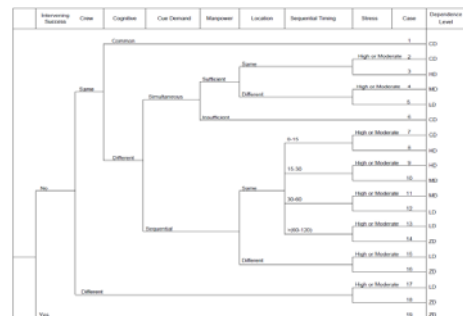 Intervening Success Crew Cognitive Cue Demand Manpower Location Sequential Timing Stress Case Dependence Level
Common 1 CD
High or Moderate 2 CD
Same
3 HD
Sufficient
High or Moderate 4 MD
Same Different
Simultaneous 5 LD
Insufficient 6 CD
High or Moderate 7 CD
0-15
8 HD
Different
High or Moderate 9 HD
15-30
10 MD
No Same
High or Moderate 11 MD
30-60
12 LD
Sequential
High or Moderate 13 LD
<(60-120)
14 ZD
High or Moderate 15 LD
Different
16 ZD
High or Moderate 17 LD
Different
18 ZD
Yes 19 ZD